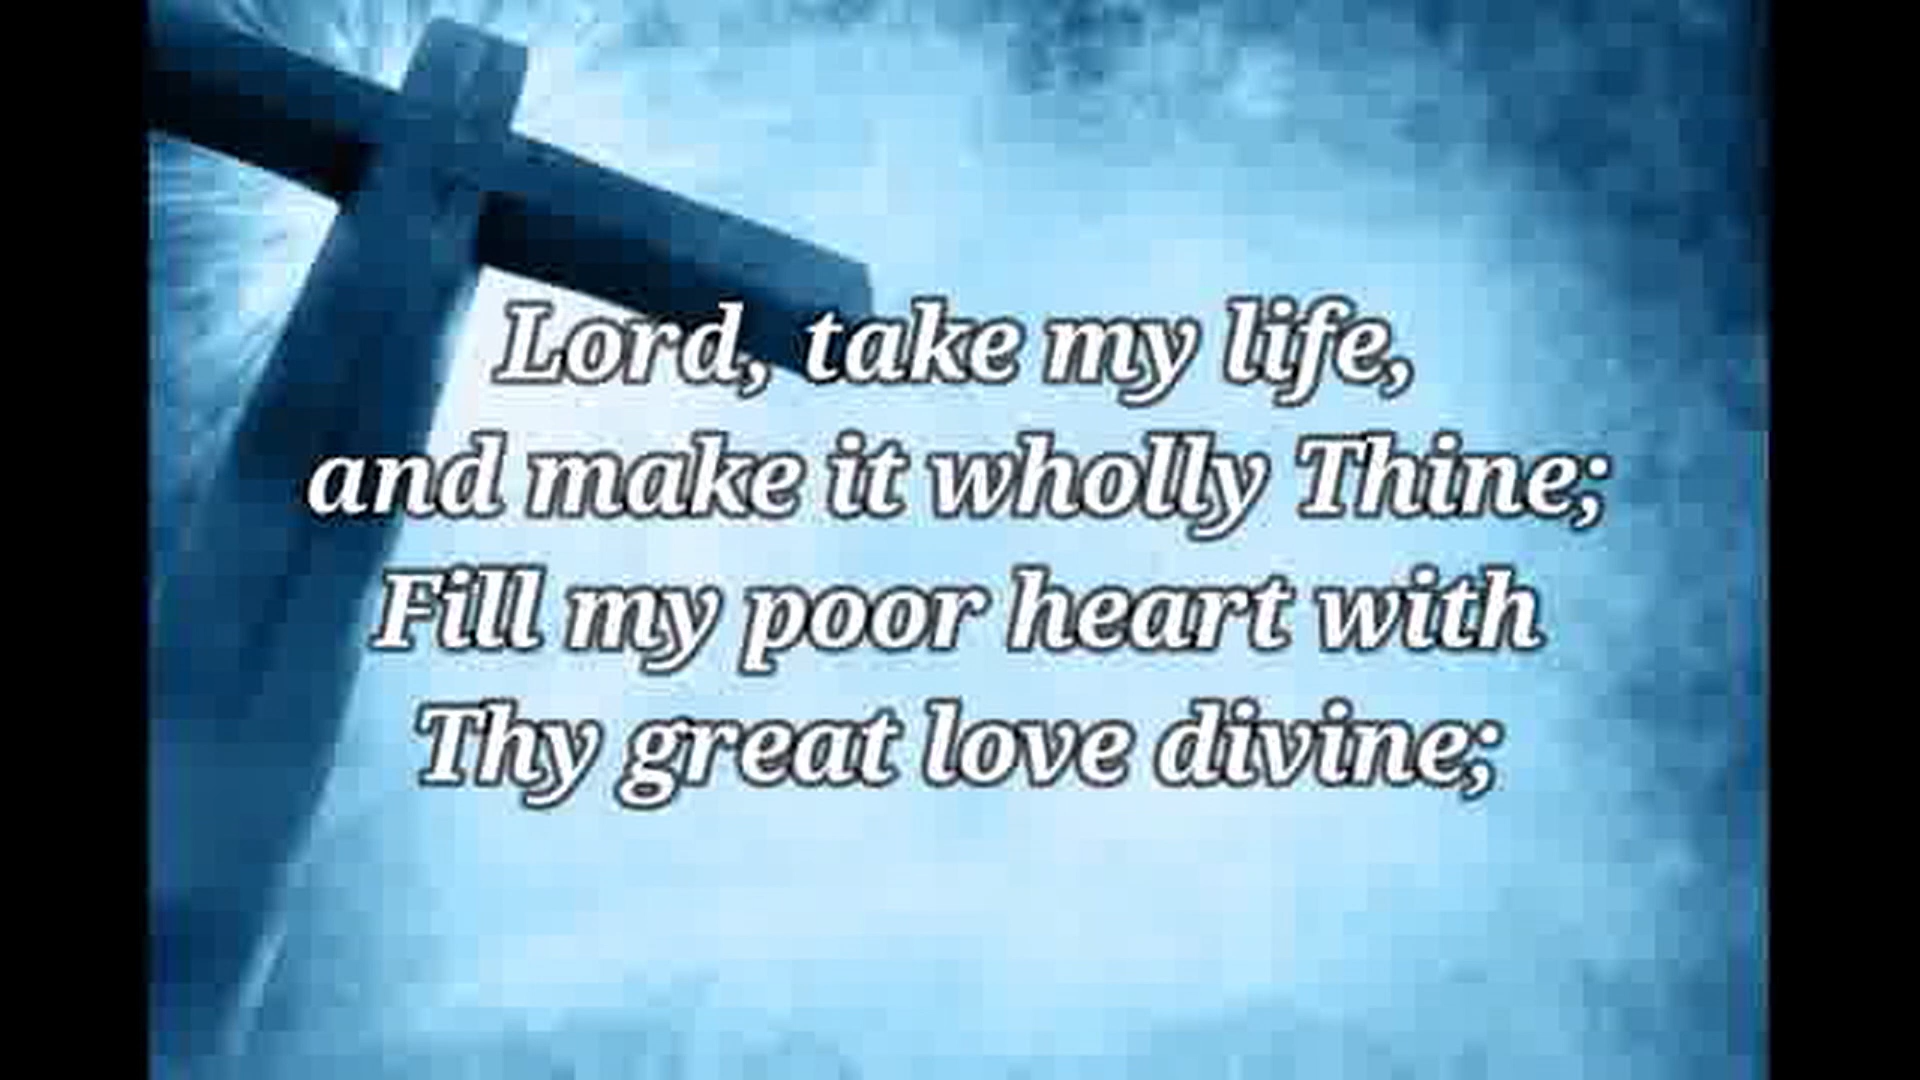 Lord, take my life,
and make it wholly Thine;
Fill my poor heart with
Thy great love divine;